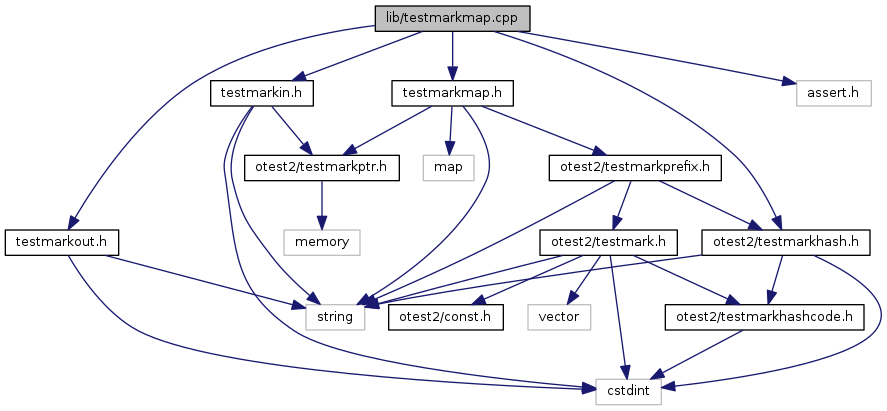 lib/testmarkmap.cpp
testmarkin.h
testmarkmap.h
assert.h
otest2/testmarkptr.h
map
otest2/testmarkprefix.h
testmarkout.h
memory
otest2/testmark.h
otest2/testmarkhash.h
string
otest2/const.h
vector
otest2/testmarkhashcode.h
cstdint